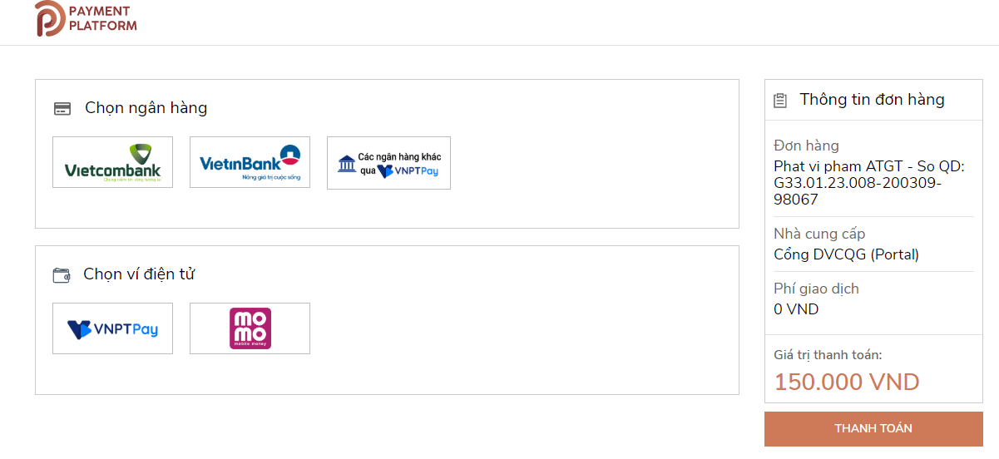 PAYMENT
PLATFORM
Chọn ngân hàng
Vietcombank
Chung niềm tin vững tương lai
VietinBank
Nâng giá trị cuộc sống
Các ngân hàng khác
qua VNPTPay
Chọn ví điện tử
VNPTPay
mo
mo
mobile money
Thông tin đơn hàng
Đơn hàng
Phat vi pham ATGT - So QD:
G33.01.23.008-200309-
98067
Nhà cung cấp
Cổng DVCQG (Portal)
Phí giao dịch
0 VND
Giá trị thanh toán:
150.000 VND
THANH TOÁN